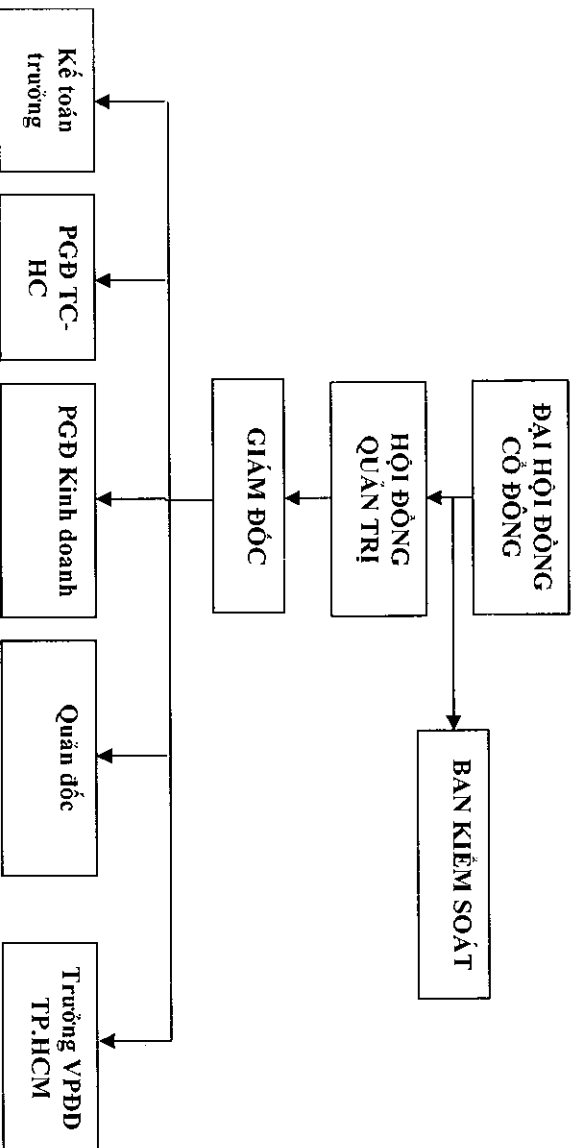 ĐẠI HỘI ĐỒNG
CỔ ĐÔNG
BAN KIỂM SOÁT
HỘI ĐỒNG
QUẢN TRỊ
GIÁM ĐỐC
Kế toán
trưởng
PGĐ TC-
HC
PGĐ Kinh doanh
Quản đốc
Trưởng VPĐD
TP.HCM